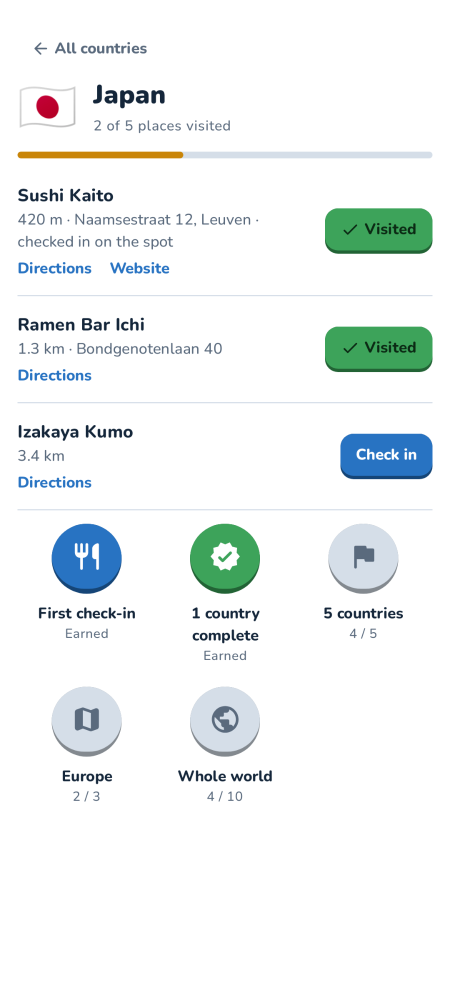 All countries
Japan
2 of 5 places visited
Sushi Kaito
420 m · Naamsestraat 12, Leuven ·
checked in on the spot
Visited
Directions Website
Ramen Bar Ichi
1.3 km · Bondgenotenlaan 40
Visited
Directions
Izakaya Kumo
3.4 km
Check in
Directions
First check-in
Earned
1 country
complete
Earned
5 countries
4 / 5
Europe
2 / 3
Whole world
4 / 10